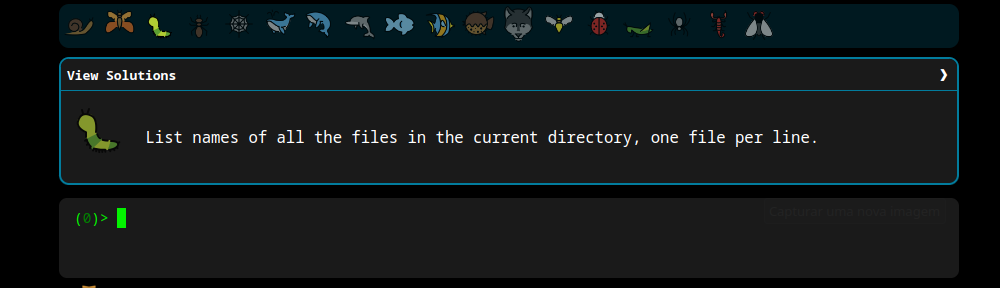 View Solutions
List names of all the files in the current directory, one file per line.
Capturar uma nova imagem
(0)>